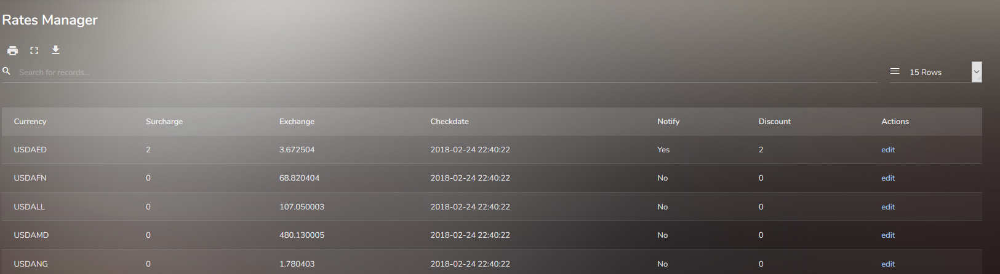 Rates Manager
Search for records...
15 Rows
Currency Surcharge Exchange Checkdate Notify Discount Actions
USDAED 2 3.672504 2018-02-24 22:40:22 Yes 2 edit
USDAFN 0 68.820404 2018-02-24 22:40:22 No 0 edit
USDALL 0 107.050003 2018-02-24 22:40:22 No 0 edit
USDAMD 0 480.130005 2018-02-24 22:40:22 No 0 edit
USDANG 0 1.780403 2018-02-24 22:40:22 No 0 edit